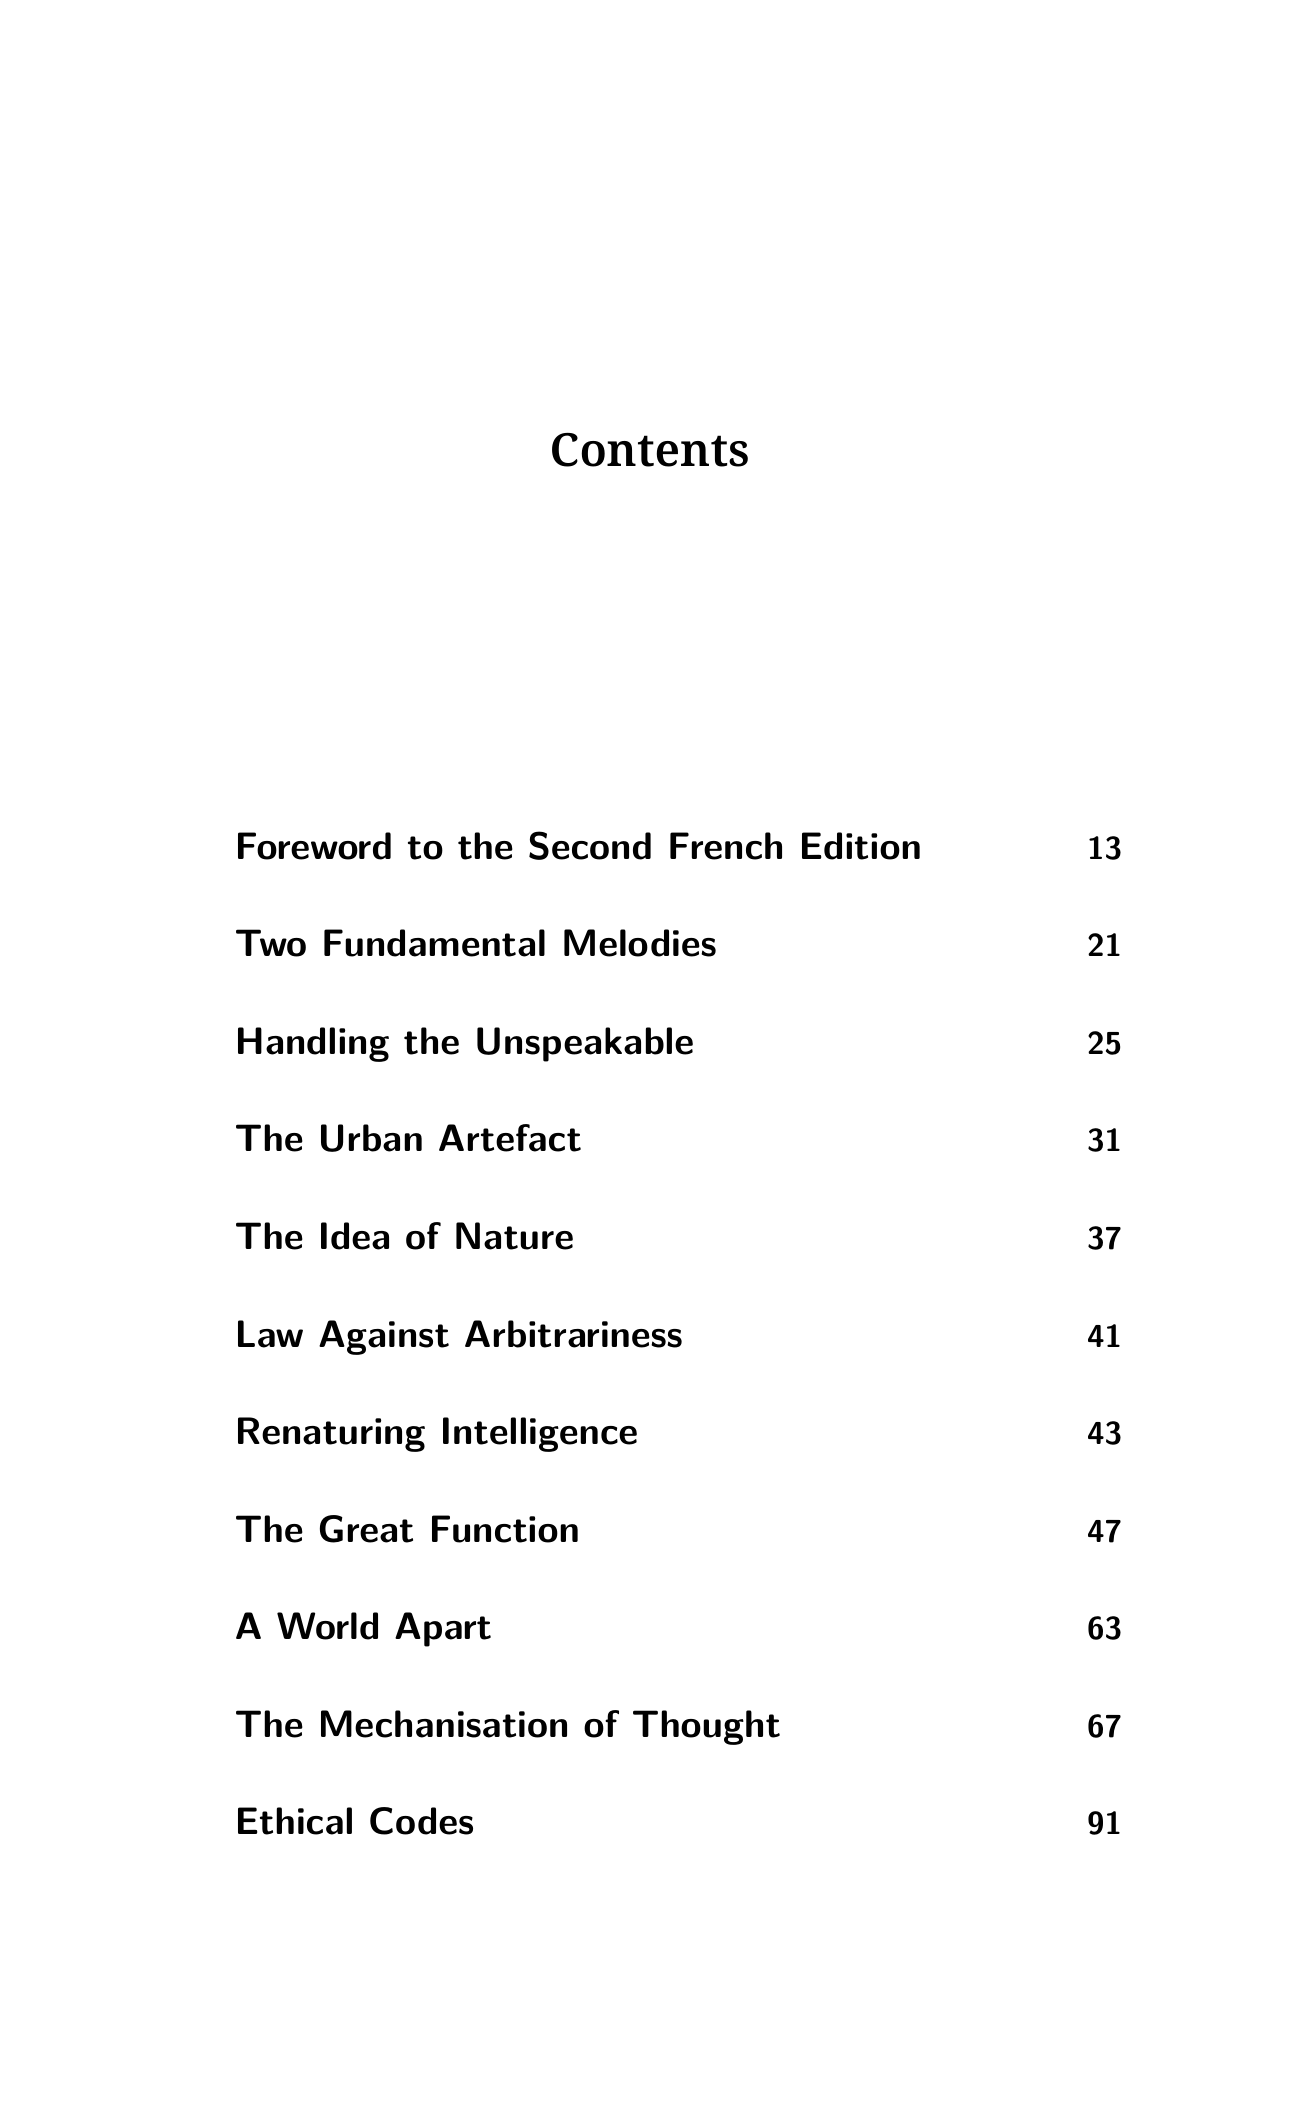 Contents
Foreword to the Second French Edition 13
Two Fundamental Melodies 21
Handling the Unspeakable 25
The Urban Artefact 31
The Idea of Nature 37
Law Against Arbitrariness 41
Renaturing Intelligence 43
The Great Function 47
A World Apart 63
The Mechanisation of Thought 67
Ethical Codes 91